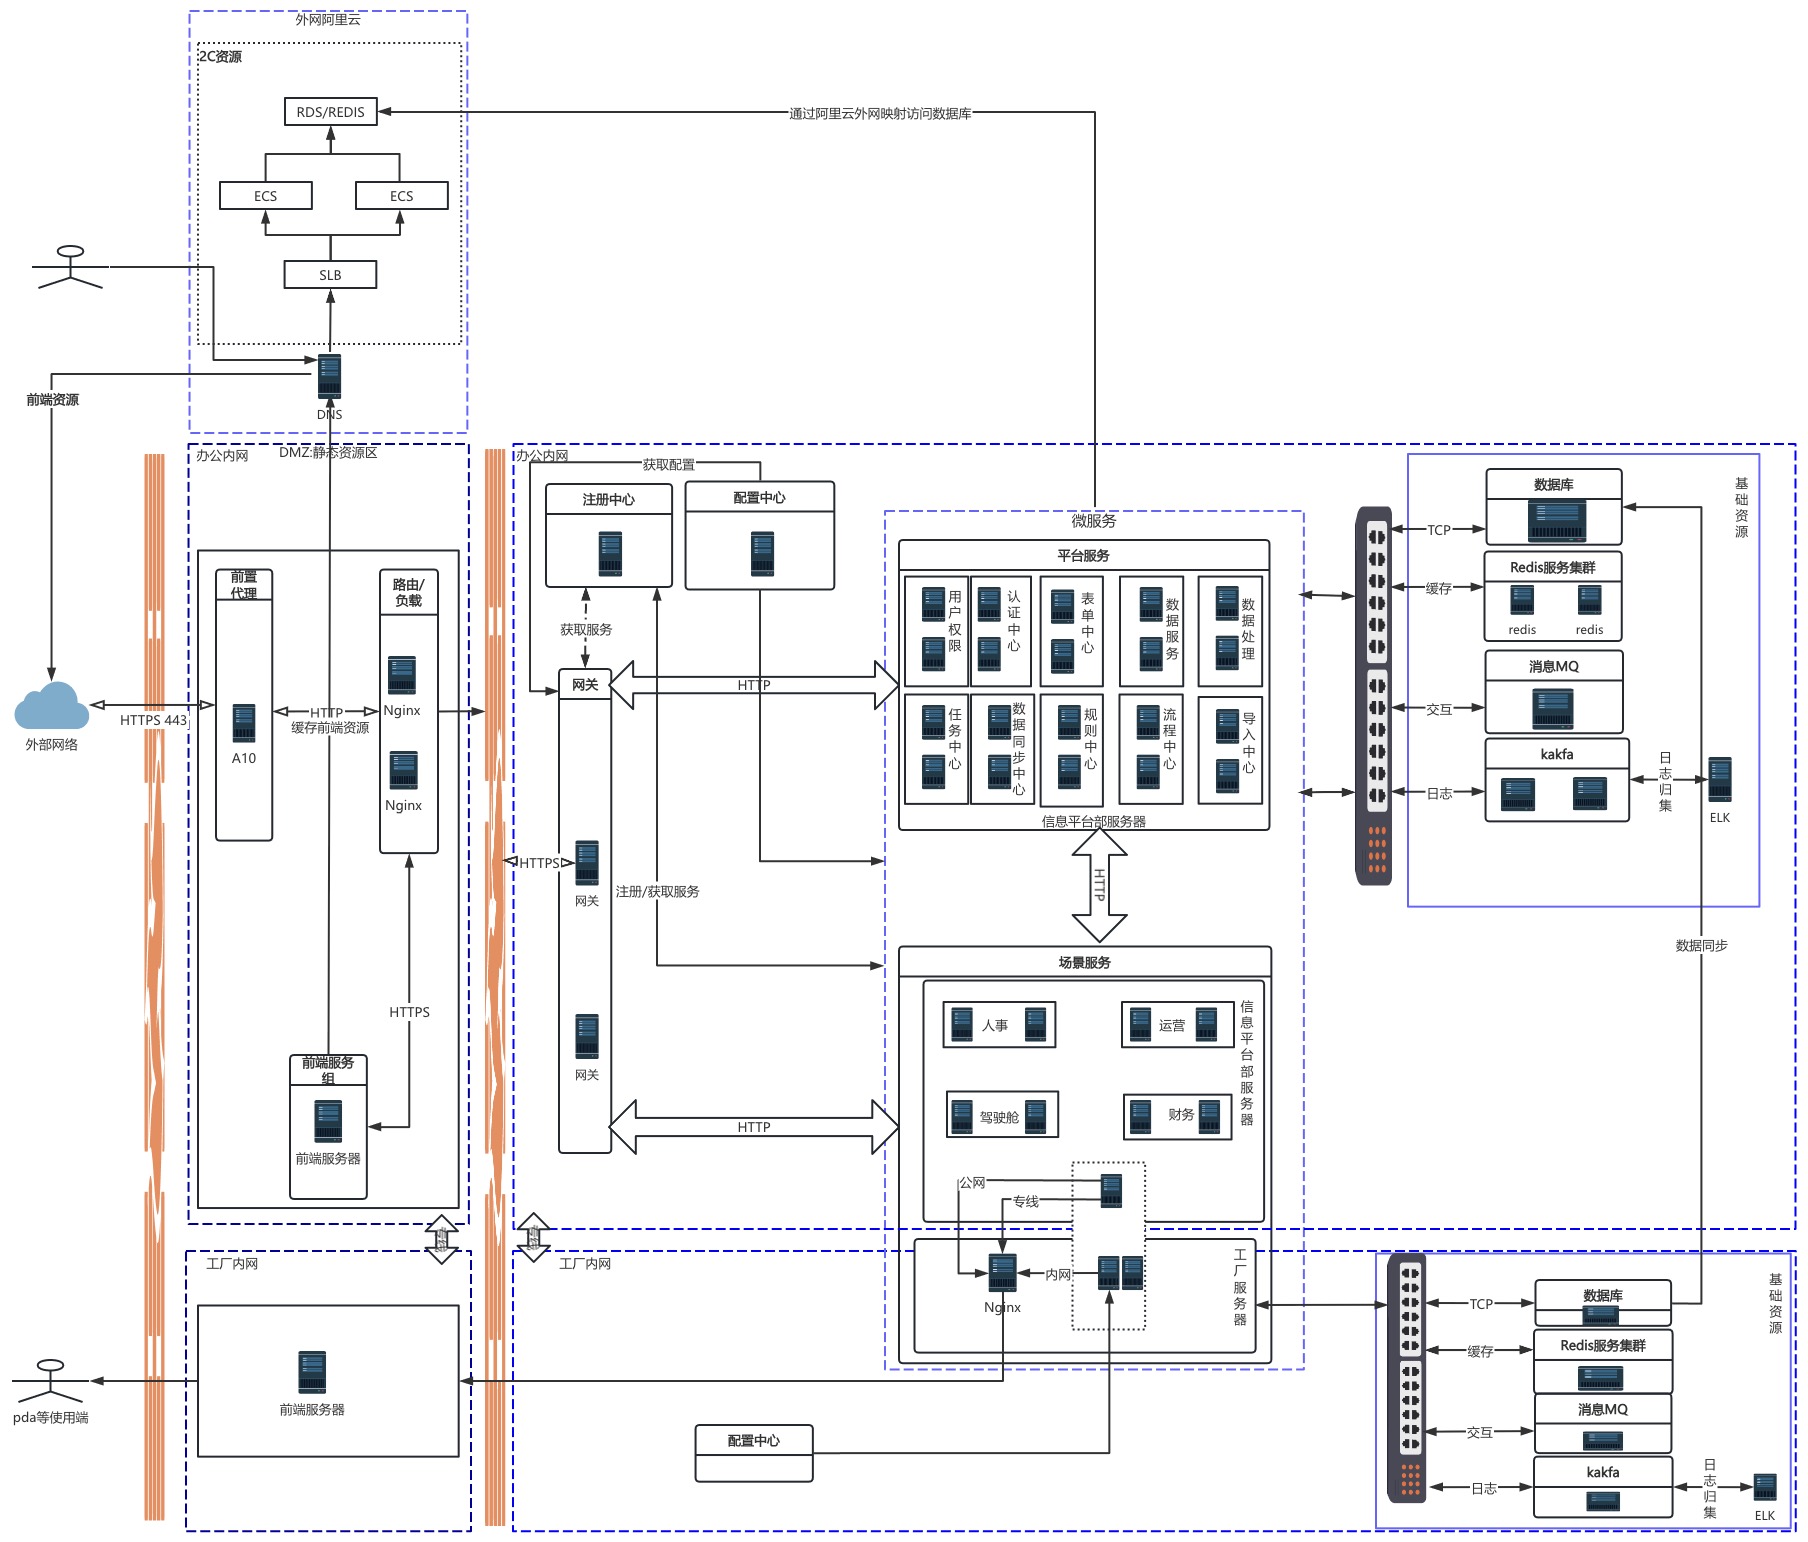 外网阿里云
2C资源
RDS/REDIS
通过阿里云外网映射访问数据库
ECS
ECS
SLB
前端资源
DNS
办公内网
DMZ:静态资源区
办公内网
获取配置
注册中心
配置中心
微服务
平台服务
用户权限
认证中心
表单中心
数据服务
数据处理
任务中心
数据同步中心
规则中心
流程中心
导入中心
信息平台部服务器
基础资源
数据库
TCP
Redis服务集群
缓存
redis
redis
消息MQ
交互
kakfa
日志
日志归集
ELK
数据同步
前置
代理
路由/
负载
Nginx
Nginx
A10
HTTP
缓存前端资源
HTTPS 443
外部网络
获取服务
网关
HTTP
HTTPS
网关
注册/获取服务
HTTP
网关
HTTP
HTTPS
前端服务
组
前端服务器
场景服务
人事
运营
驾驶舱
财务
信息平台部服务器
公网
专线
内网
Nginx
工厂服务器
工厂内网
工厂内网
前端服务器
pda等使用端
配置中心
基础资源
TCP
数据库
缓存
Redis服务集群
交互
消息MQ
日志
kakfa
日志归集
ELK